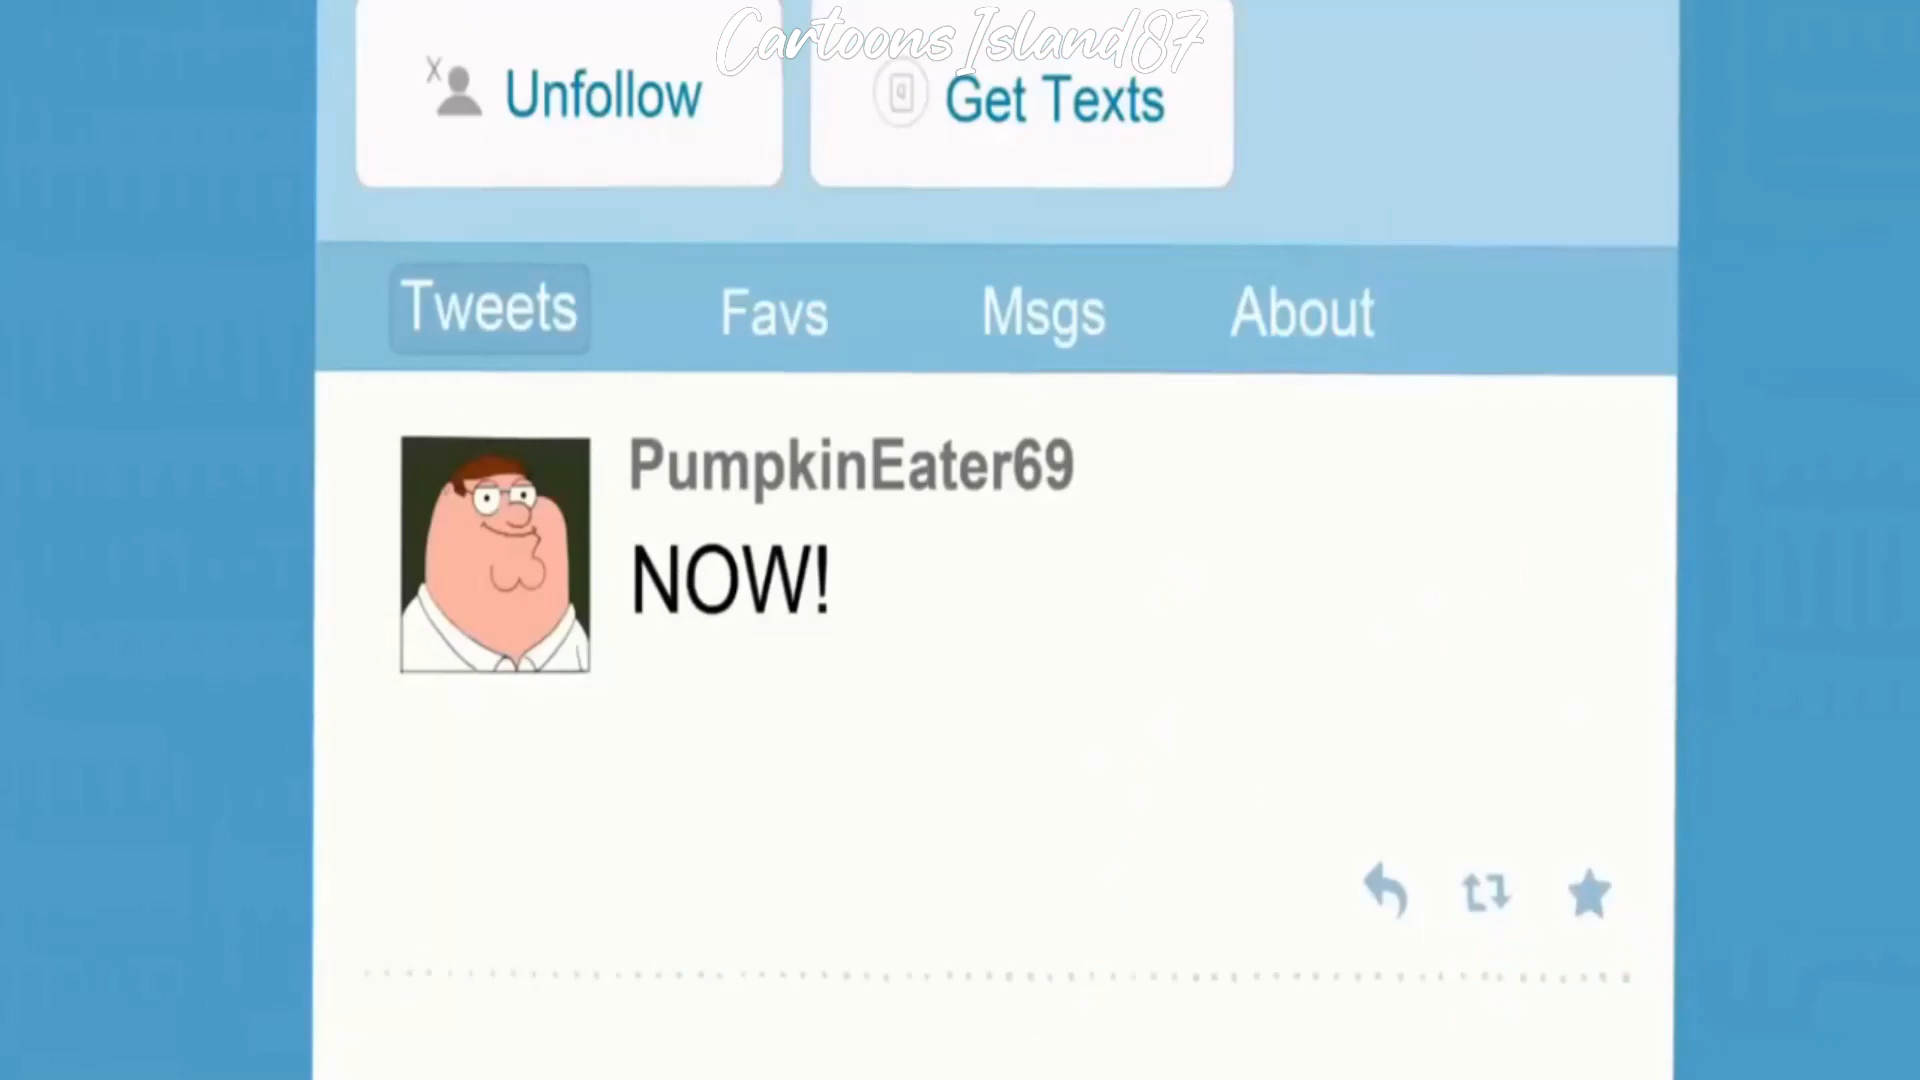 Cartoons Island87
Unfollow
Get Texts
Tweets
Favs
Msgs
About
PumpkinEater69
NOW!